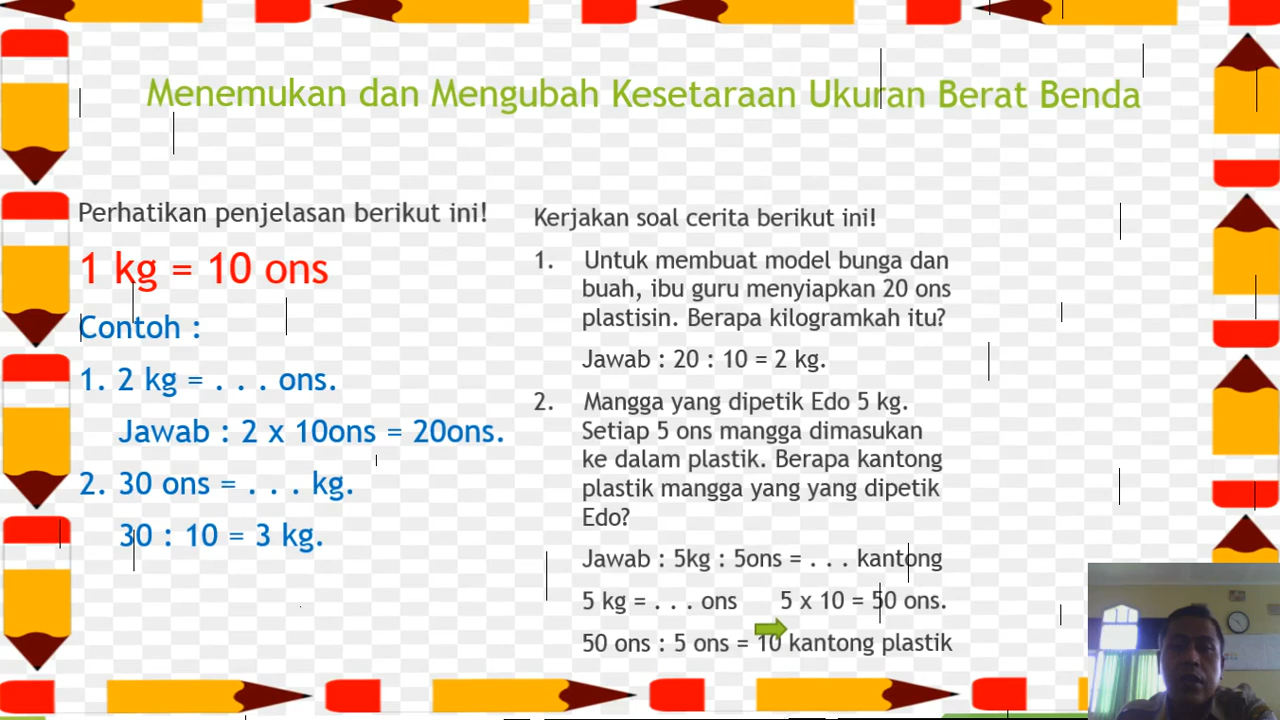 Menemukan dan Mengubah Kesetaraan Ukuran Berat Benda
Perhatikan penjelasan berikut ini!
1 kg = 10 ons
Contoh :
1. 2 kg = . . . ons.
Jawab : 2 x 10ons = 20ons.
2. 30 ons = . . . kg.
30 : 10 = 3 kg.
Kerjakan soal cerita berikut ini!
1. Untuk membuat model bunga dan
buah, ibu guru menyiapkan 20 ons
plastisin. Berapa kilogramkah itu?
Jawab : 20 : 10 = 2 kg.
2. Mangga yang dipetik Edo 5 kg.
Setiap 5 ons mangga dimasukan
ke dalam plastik. Berapa kantong
plastik mangga yang yang dipetik
Edo?
Jawab : 5kg : 5ons = . . . kantong
5 kg = . . . ons 5 x 10 = 50 ons.
50 ons : 5 ons = 10 kantong plastik